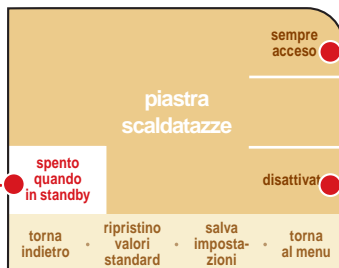 sempre
acceso
piastra
scaldatazze
spento
quando
in standby
disattivat
torna
indietro
ripristino
valori
standard
salva
imposta-
zioni
torna
al menu